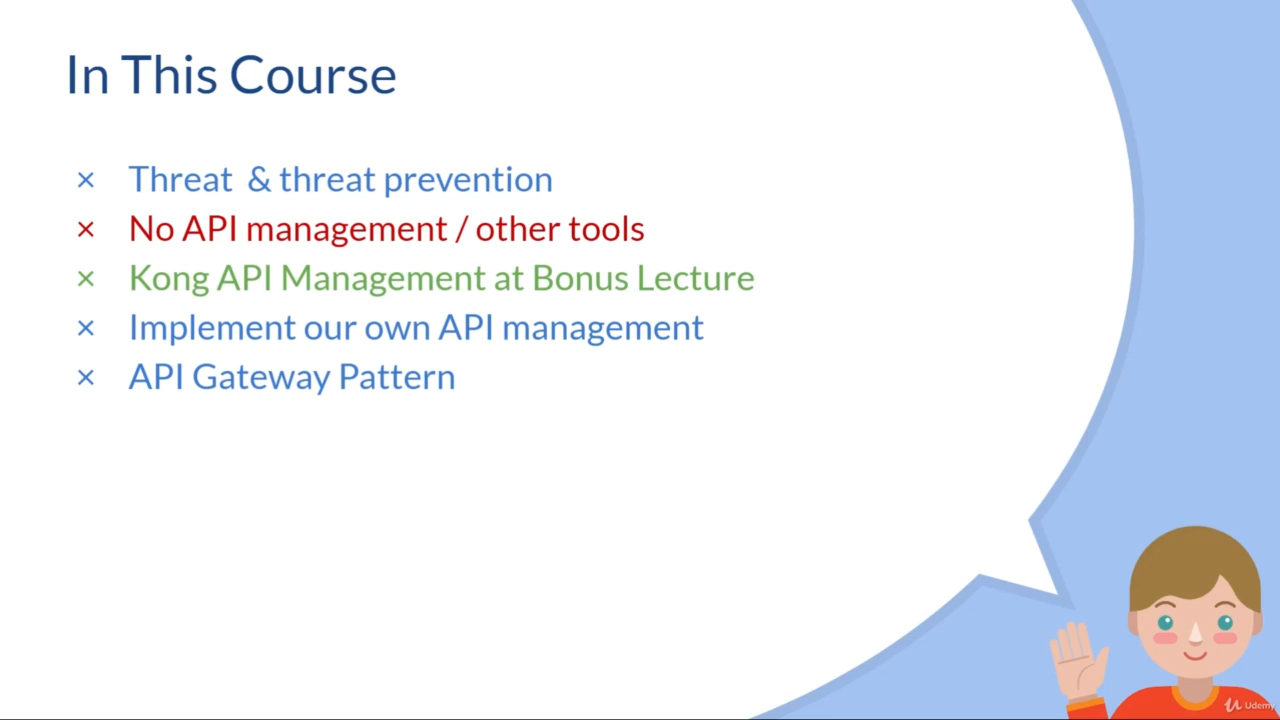 In This Course
× Threat & threat prevention
× No API management / other tools
× Kong API Management at Bonus Lecture
× Implement our own API management
× API Gateway Pattern
Udemy